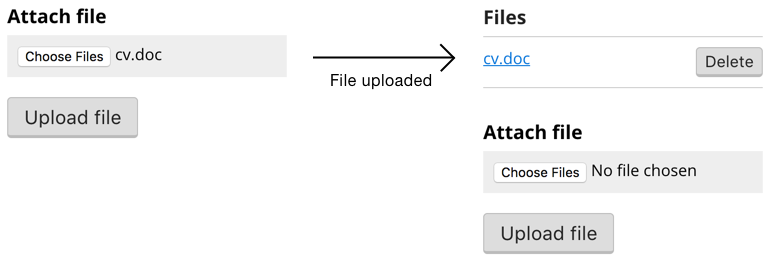 Attach file
Choose Files cv.doc
Upload file
File uploaded
Files
cv.doc Delete
Attach file
Choose Files No file chosen
Upload file